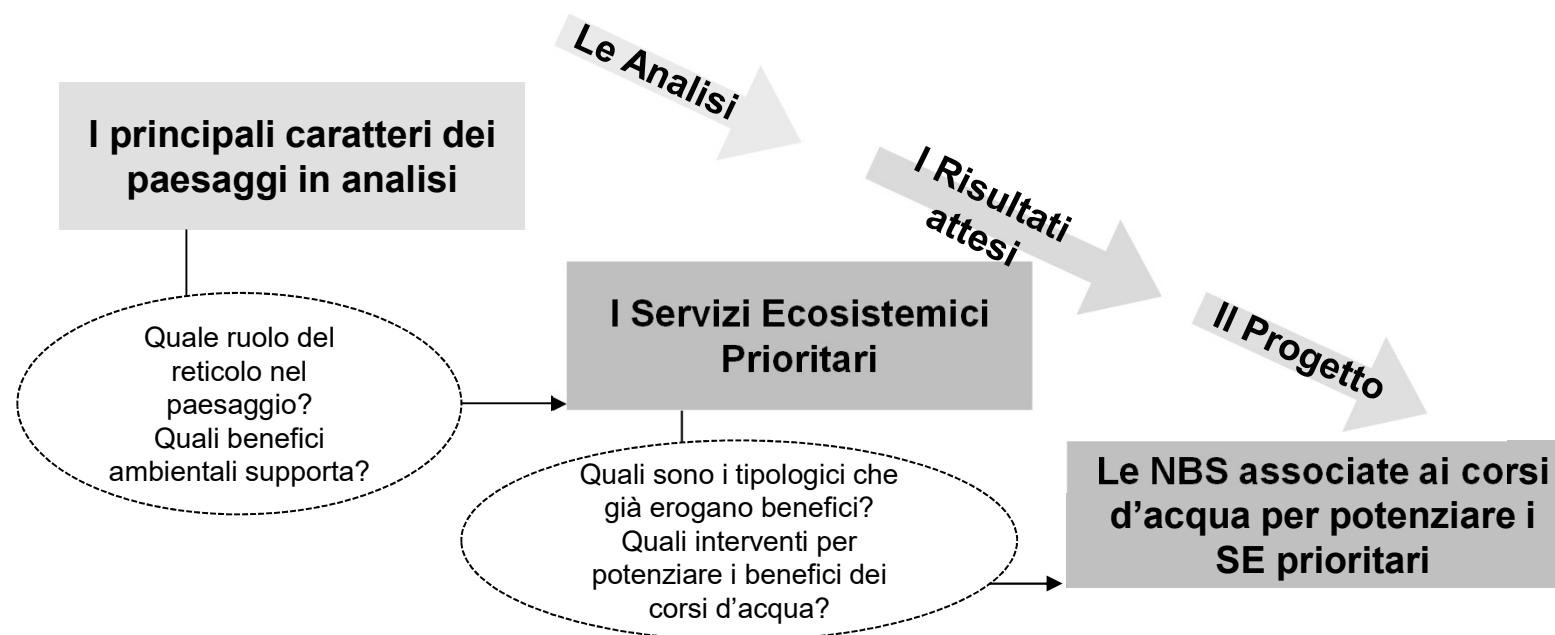 Le Analisi
I principali caratteri dei
paesaggi in analisi
I Risultati
attesi
Quale ruolo del
reticolo nel
paesaggio?
Quali benefici
ambientali supporta?
I Servizi Ecosistemici
Prioritari
Il Progetto
Quali sono i tipologici che
già erogano benefici?
Quali interventi per
potenziare i benefici dei
corsi d’acqua?
Le NBS associate ai corsi
d’acqua per potenziare i
SE prioritari